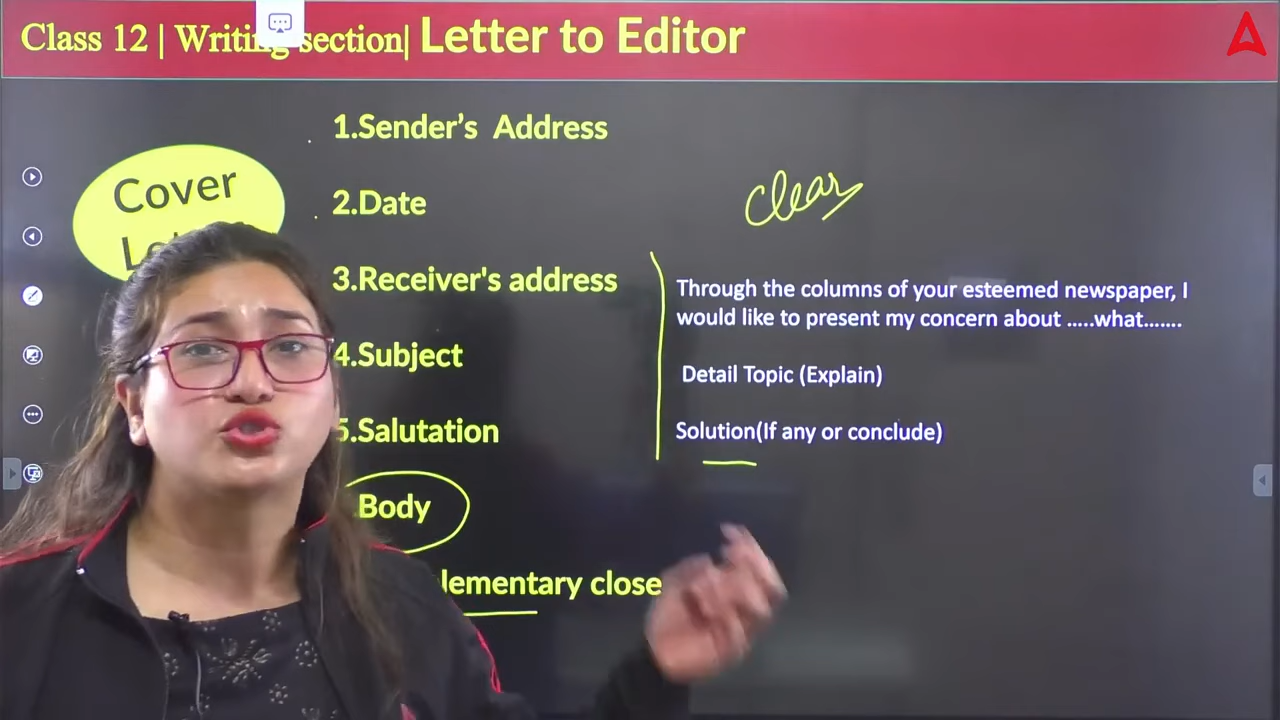 Class 12 | Writing section| Letter to Editor
Cover
1.Sender's Address
2.Date
clear
3.Receiver's address
Through the columns of your esteemed newspaper, I
would like to present my concern about .....what.......
4.Subject
Detail Topic (Explain)
5.Salutation
Solution(If any or conclude)
Body
close